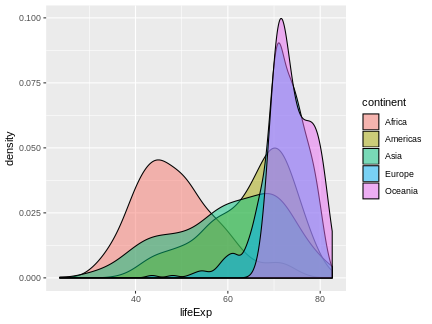 0.100
0.075
0.050
0.025
0.000
density
40
60
80
lifeExp
continent
Africa
Americas
Asia
Europe
Oceania